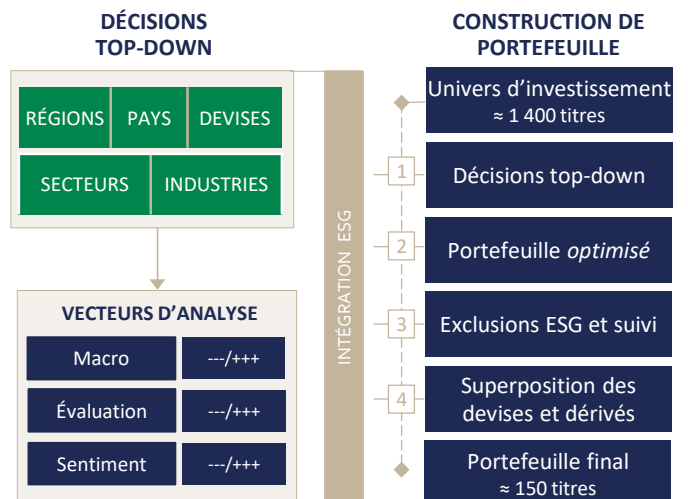 DÉCISIONS
TOP-DOWN
RÉGIONS
PAYS
DEVISES
SECTEURS
INDUSTRIES
VECTEURS D’ANALYSE
Macro
---/+++
Évaluation
---/+++
Sentiment
---/+++
INTÉGRATION ESG
CONSTRUCTION DE
PORTEFEUILLE
Univers d’investissement
≈ 1 400 titres
1
Décisions top-down
2
Portefeuille optimisé
3
Exclusions ESG et suivi
4
Superposition des
devises et dérivés
Portefeuille final
≈ 150 titres